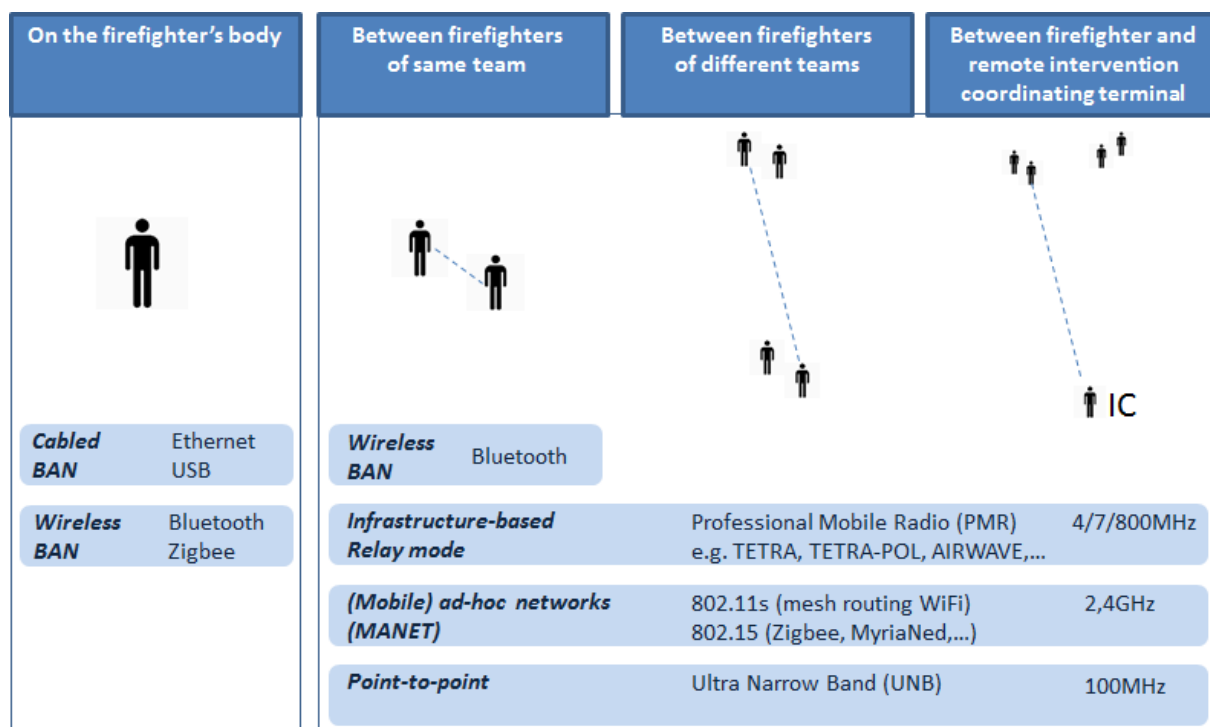 On the firefighter's body
Between firefighters
of same team
Between firefighters
of different teams
Between firefighter and
remote intervention
coordinating terminal
IC
Cabled BAN Ethernet
USB
Wireless BAN Bluetooth
Zigbee
Wireless BAN Bluetooth
Infrastructure-based
Relay mode
Professional Mobile Radio (PMR)
e.g. TETRA, TETRA-POL, AIRWAVE,...
4/7/800MHz
(Mobile) ad-hoc networks
(MANET)
802.11s (mesh routing WiFi)
802.15 (Zigbee, MyriaNed,...)
2,4GHz
Point-to-point
Ultra Narrow Band (UNB)
100MHz